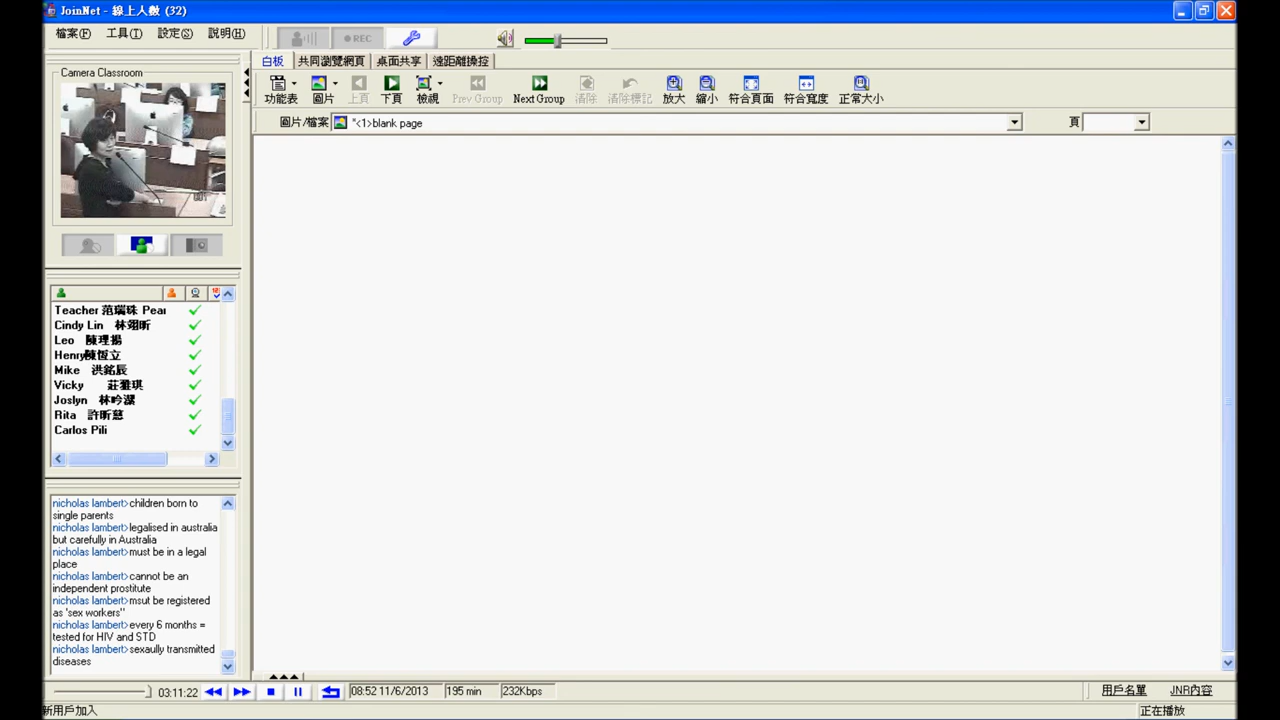 JoinNet - 線上人數 (32)
檔案(F) 工具(T) 設定(S) 說明(H)
REC
Camera Classroom
白板 共同瀏覽網頁 桌面共享 遠距離操控
功能表 圖片 上頁 下頁 檢視 Prev Group Next Group 清除 清除標記 放大 縮小 符合頁面 符合寬度 正常大小
圖片/檔案 "<1>blank page 頁
Teacher 范瑞珠 Pear
Cindy Lin 林翊昕
Leo 陳理揚
Henry陳恆立
Mike 洪銘辰
Vicky 莊雅琪
Joslyn 林吟潔
Rita 許昕慈
Carlos Pili
nicholas lambert>children born to
single parents
nicholas lambert>legalised in australia
but carefully in Australia
nicholas lambert>must be in a legal
place
nicholas lambert>cannot be an
independent prostitute
nicholas lambert>msut be registered
as 'sex workers"
nicholas lambert>every 6 months =
tested for HIV and STD
nicholas lambert>sexaully transmitted
diseases
03:11:22 08:52 11/6/2013 195 min 232Kbps 用戶名單 JNR內容
新用戶加入 正在播放